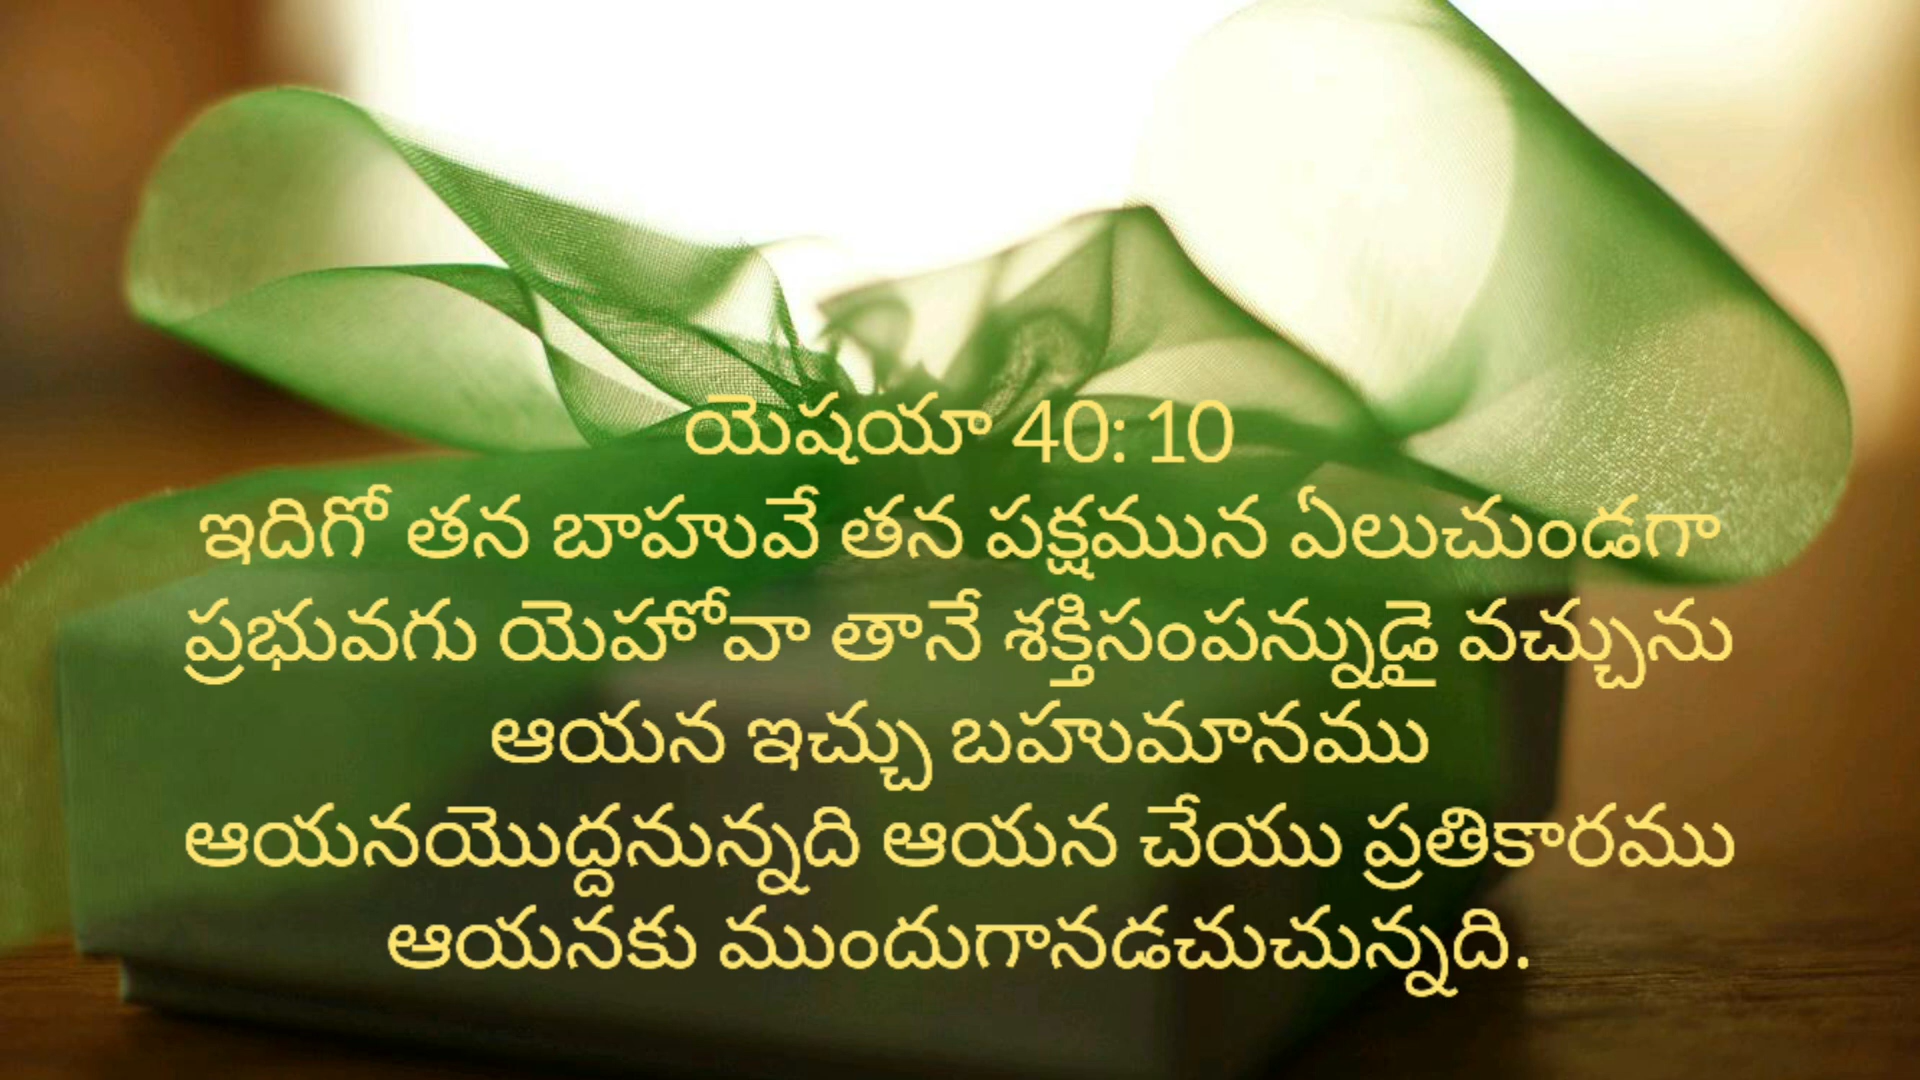 యెషయా 40: 10
ఇదిగో తన బాహువే తన పక్షమున ఏలుచుండగా
ప్రభువగు యెహోవా తానే శక్తిసంపన్నుడై వచ్చును
ఆయన ఇచ్చు బహుమానము
ఆయనయొద్దనున్నది ఆయన చేయు ప్రతికారము
ఆయనకు ముందుగానడచుచున్నది.